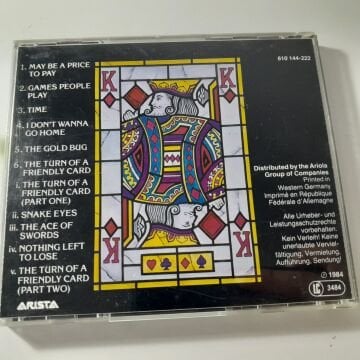 1. MAY BE A PRICE
TO PAY
2. GAMES PEOPLE
PLAY
3. TIME
4. I DON'T WANNA
GO HOME
5. THE GOLD BUG
6. THE TURN OF A
FRIENDLY CARD
i. THE TURN OF A
FRIENDLY CARD
(PART ONE)
ii. SNAKE EYES
iii. THE ACE OF
SWORDS
iv. NOTHING LEFT
TO LOSE
v. THE TURN OF A
FRIENDLY CARD
(PART TWO)
ARISTA
K
K
K
K
610 144-222
Distributed by the Ariola
Group of Companies
Printed in
Western Germany
Imprimé en République
Fédérale d'Allemagne
Alle Urheber- und
Leistungsschutzrechte
vorbehalten.
Kein Verleih! Keine
unerlaubte Verviel-
fältigung, Vermietung,
Aufführung, Sendung!
℗ 1984
LC 3484